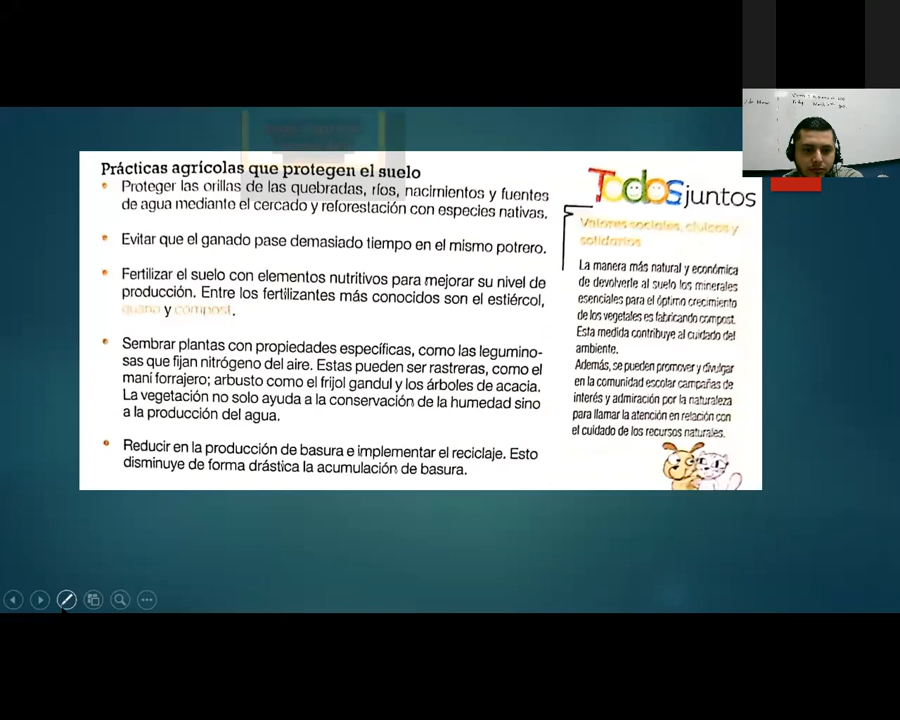 Prácticas agrícolas que protegen el suelo
Proteger las orillas de las quebradas, ríos, nacimientos y fuentes
de agua mediante el cercado y reforestación con especies nativas.
Evitar que el ganado pase demasiado tiempo en el mismo potrero.
Fertilizar el suelo con elementos nutritivos para mejorar su nivel de
producción. Entre los fertilizantes más conocidos son el estiércol,
guana y compost.
Sembrar plantas con propiedades específicas, como las legumino-
sas que fijan nitrógeno del aire. Estas pueden ser rastreras, como el
maní forrajero; arbusto como el frijol gandul y los árboles de acacia.
La vegetación no solo ayuda a la conservación de la humedad sino
a la producción del agua.
Reducir en la producción de basura e implementar el reciclaje. Esto
disminuye de forma drástica la acumulación de basura.
Todos juntos
Valores sociales, cívicos y
solidarios
La manera más natural y económica
de devolverle al suelo los minerales
esenciales para el óptimo crecimiento
de los vegetales es fabricando compost.
Esta medida contribuye al cuidado del
ambiente.
Además, se pueden promover y divulgar
en la comunidad escolar campañas de
interés y admiración por la naturaleza
para llamar la atención en relación con
el cuidado de los recursos naturales.